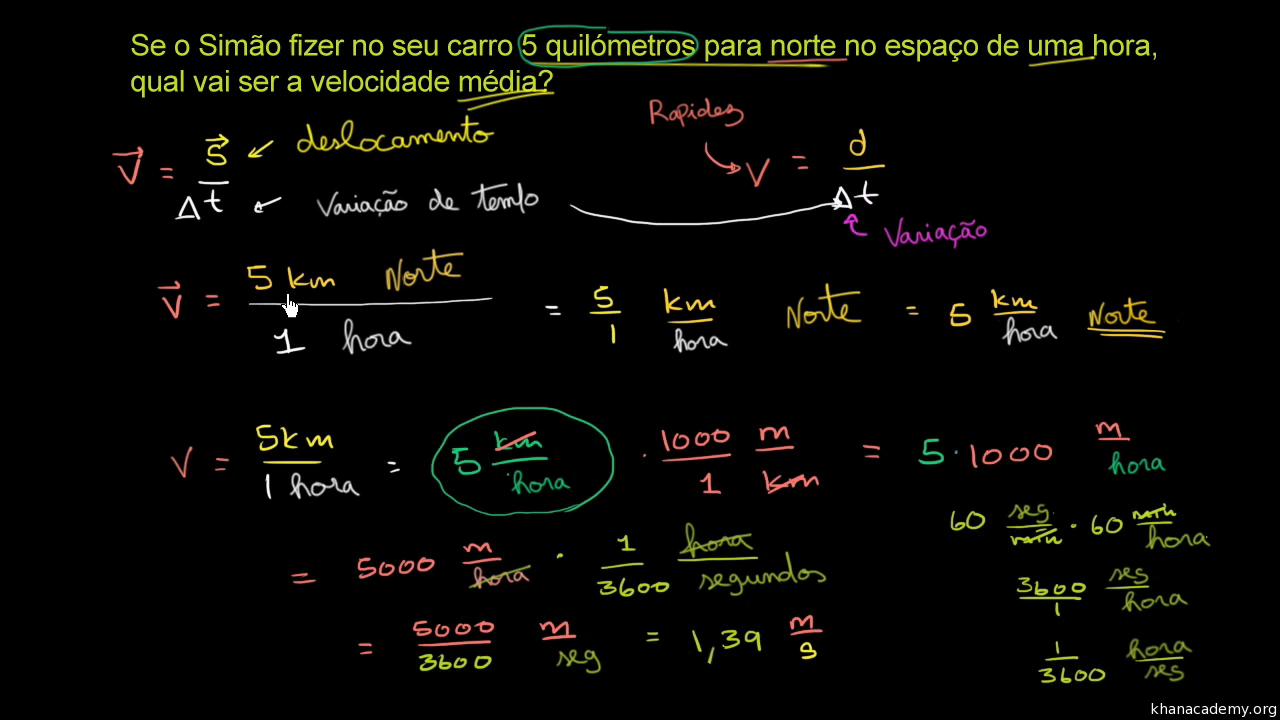 Se o Simão fizer no seu carro 5 quilómetros para norte no espaço de uma hora,
qual vai ser a velocidade média?
Rapidez
V⃗ = S⃗ / Δt ← deslocamento
← Variação de tempo
V = d / Δt
Variação
V⃗ = 5 km Norte / 1 hora = 5/1 km/hora Norte = 5 km/hora Norte
V = 5km / 1 hora = 5 km/hora · 1000/1 m/km = 5·1000 m/hora
60 seg/min · 60 min/hora
= 5000 m/hora · 1/3600 hora/segundos
3600/1 seg/hora
= 5000/3600 m/seg = 1,39 m/s
1/3600 hora/seg
khanacademy.org